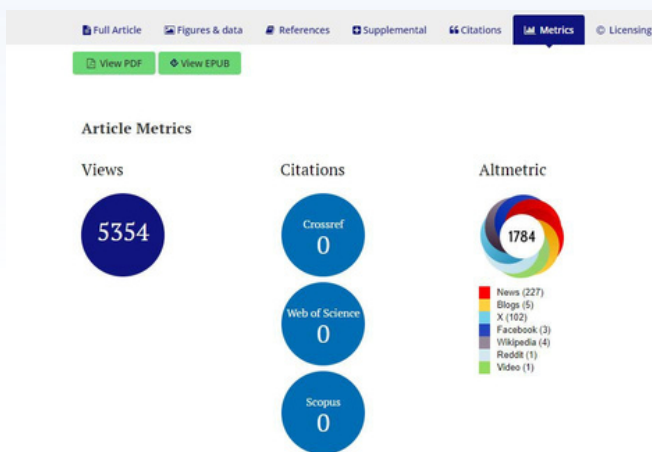 Full Article Figures & data References Supplemental Citations Metrics © Licensing
View PDF View EPUB
Article Metrics
Views Citations Altmetric
5354
Crossref
0
1784
Web of Science
0
News (227)
Blogs (5)
X (102)
Facebook (3)
Wikipedia (4)
Reddit (1)
Video (1)
Scopus
0